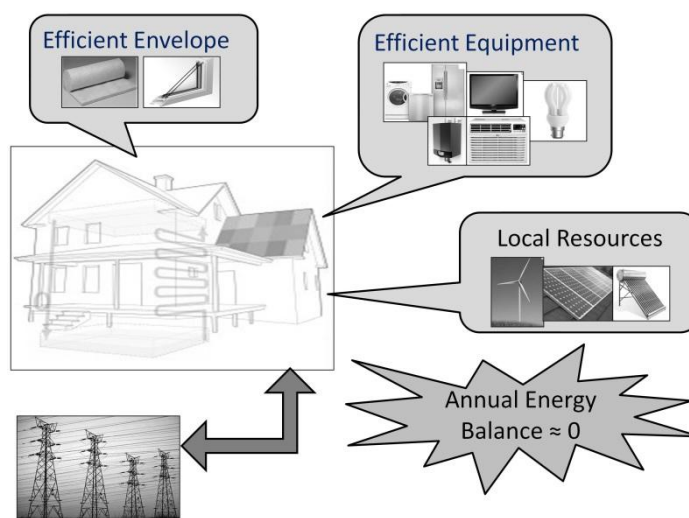 Efficient Envelope
Efficient Equipment
Local Resources
Annual Energy
Balance ≈ 0